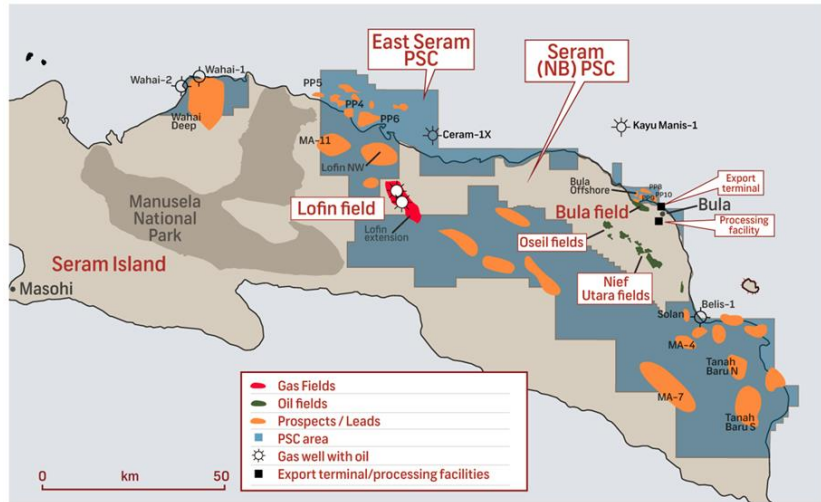 East Seram
PSC
Seram
(NB) PSC
Wahai-2
Wahai-1
Wahai
Deep
PP5
PP4
PP6
MA-11
Lofin NW
Ceram-1X
Kayu Manis-1
Manusela
National
Park
Lofin field
Lofin
extension
Bula
Offshore
PP8
PP10
Export
terminal
Bula
Bula field
Processing
facility
Oseil fields
Nief
Utara fields
Seram Island
Masohi
Solan
Belis-1
MA-4
Tanah
Baru N
MA-7
Tanah
Baru S
Gas Fields
Oil fields
Prospects / Leads
PSC area
Gas well with oil
Export terminal/processing facilities
0 km 50